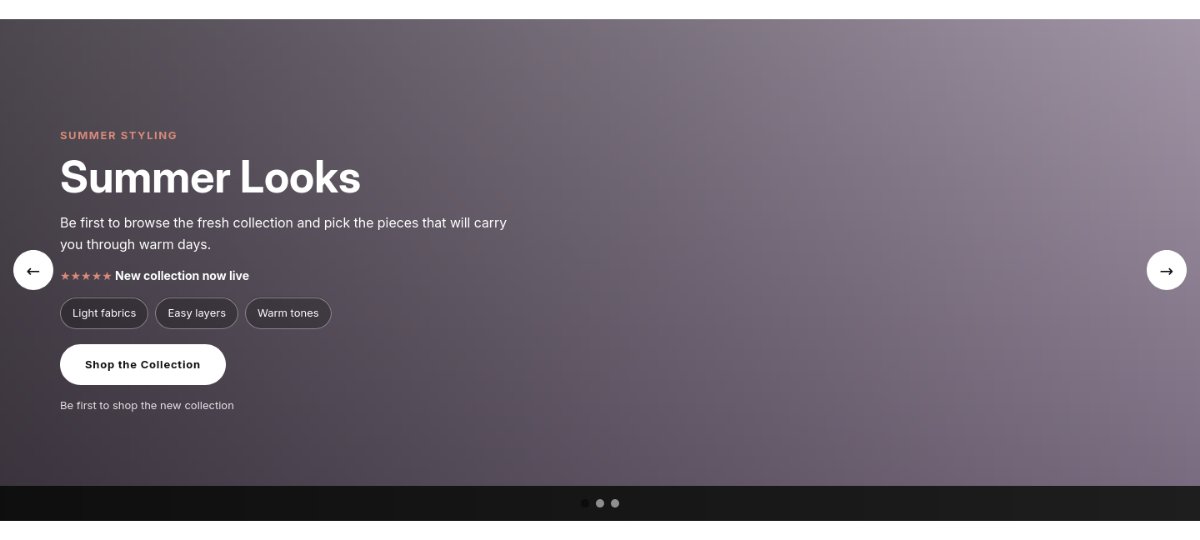 SUMMER STYLING
Summer Looks
Be first to browse the fresh collection and pick the pieces that will carry
you through warm days.
★★★★★ New collection now live
Light fabrics Easy layers Warm tones
Shop the Collection
Be first to shop the new collection